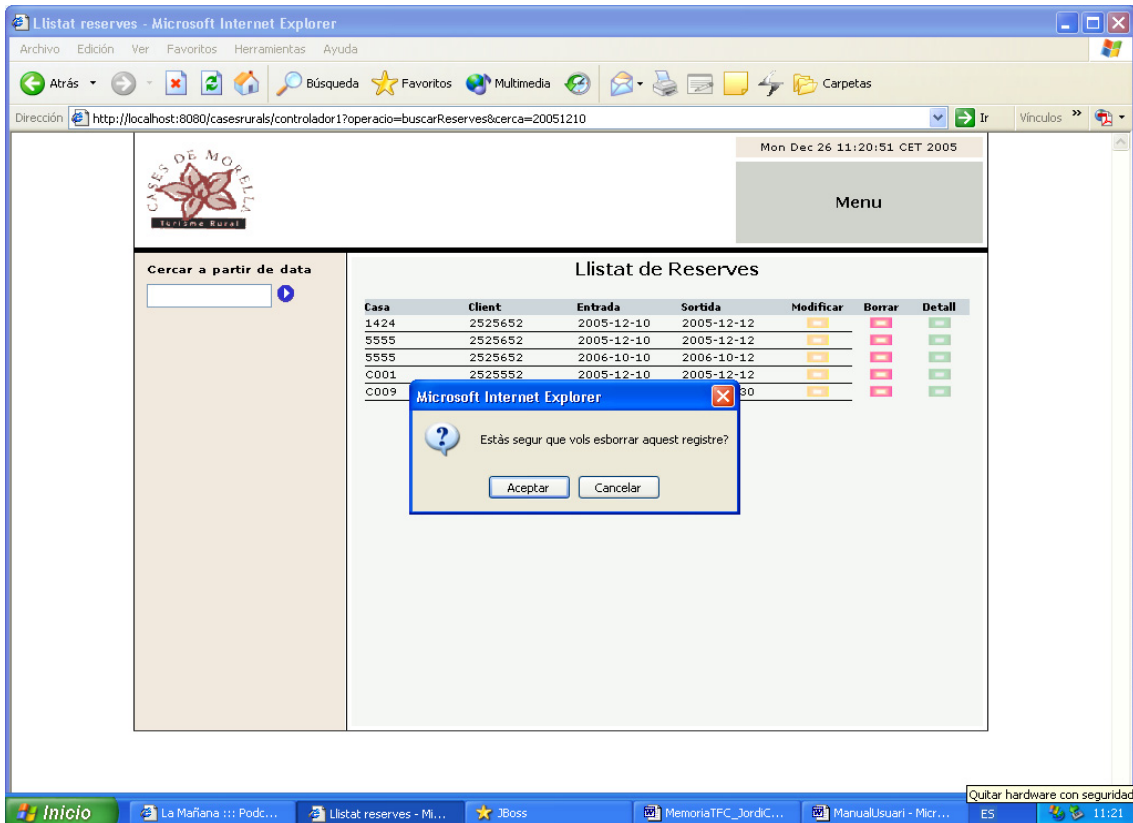 Llistat reserves - Microsoft Internet Explorer
Archivo Edición Ver Favoritos Herramientas Ayuda
Atrás Búsqueda Favoritos Multimedia Carpetas
Dirección http://localhost:8080/casesrurals/controlador1?operacio=buscarReserves&cerca=20051210 Ir Vínculos »
CASES DE MORELLA
Turisme Rural
Mon Dec 26 11:20:51 CET 2005
Menu
Cercar a partir de data
Llistat de Reserves
Casa Client Entrada Sortida Modificar Borrar Detall
1424 2525652 2005-12-10 2005-12-12
5555 2525652 2005-12-10 2005-12-12
5555 2525652 2006-10-10 2006-10-12
C001 2525552 2005-12-10 2005-12-12
C009 30
Microsoft Internet Explorer
Estàs segur que vols esborrar aquest registre?
Aceptar Cancelar
Quitar hardware con seguridad
Inicio La Mañana ::: Podc... Llistat reserves - Mi... JBoss MemoriaTFC_JordiC... ManualUsuari - Micr... ES 11:21